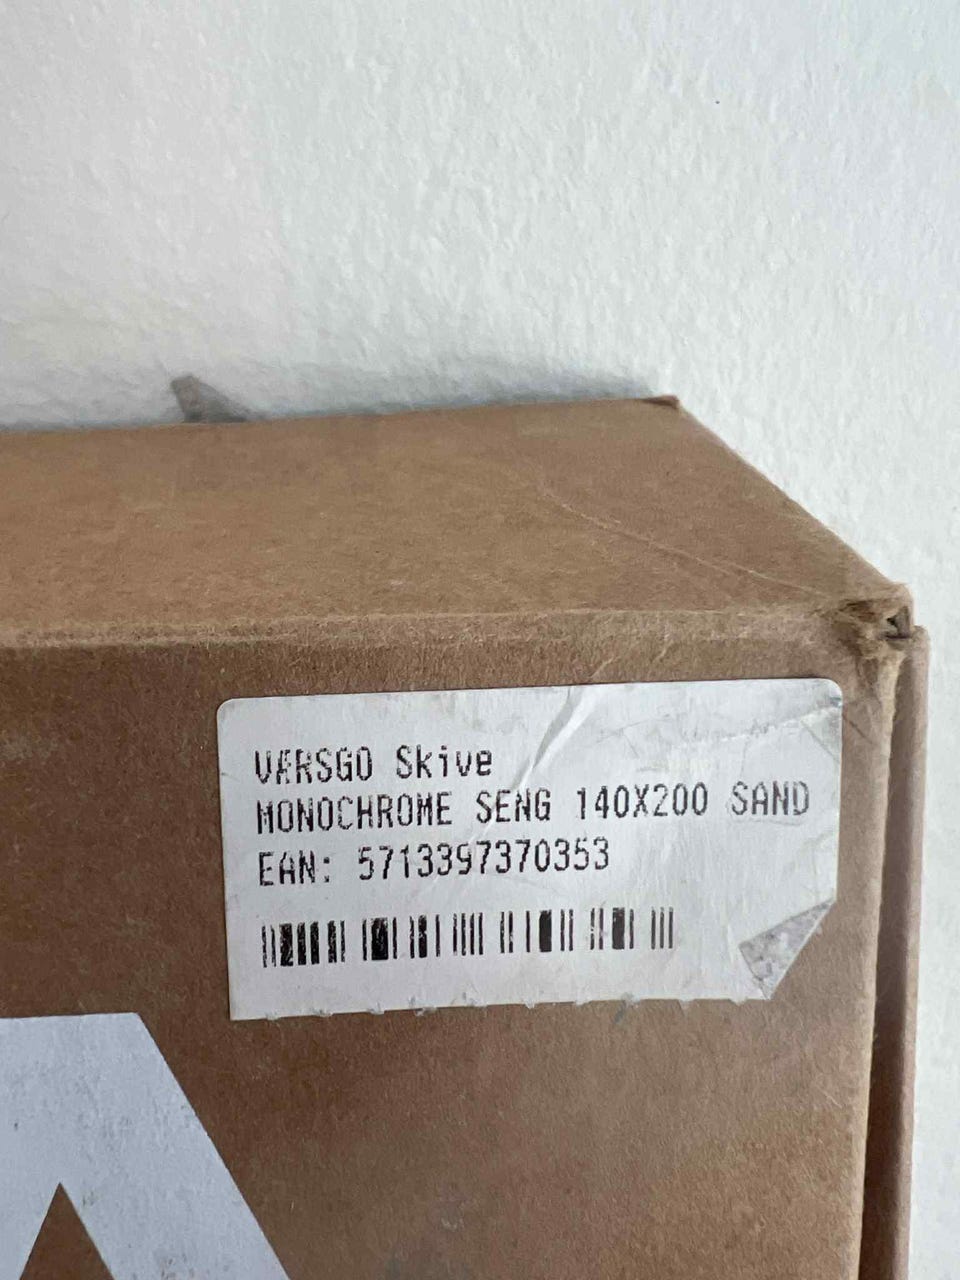 VÆRSGO Skive
MONOCHROME SENG 140X200 SAND
EAN: 5713397370353